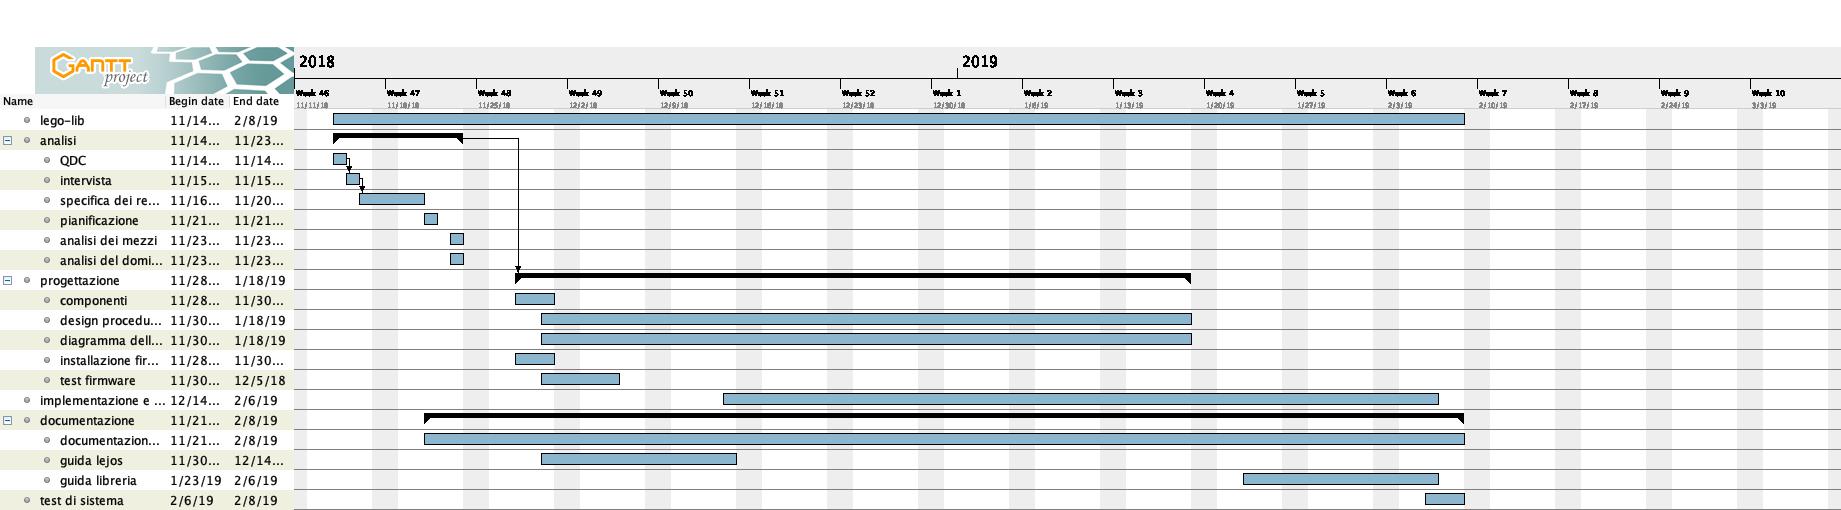 GANTT
project
2018
2019
Week 46 Week 47 Week 48 Week 49 Week 50 Week 51 Week 52 Week 1 Week 2 Week 3 Week 4 Week 5 Week 6 Week 7 Week 8 Week 9 Week 10
Name Begin date End date 11/11/18 11/18/18 11/25/18 12/2/18 12/9/18 12/16/18 12/23/18 12/30/18 1/6/19 1/13/19 1/20/19 1/27/19 2/3/19 2/10/19 2/17/19 2/24/19 3/3/19
lego-lib 11/14... 2/8/19
analisi 11/14... 11/23...
QDC 11/14... 11/14...
intervista 11/15... 11/15...
specifica dei re... 11/16... 11/20...
pianificazione 11/21... 11/21...
analisi dei mezzi 11/23... 11/23...
analisi del domi... 11/23... 11/23...
progettazione 11/28... 1/18/19
componenti 11/28... 11/30...
design procedu... 11/30... 1/18/19
diagramma dell... 11/30... 1/18/19
installazione fir... 11/28... 11/30...
test firmware 11/30... 12/5/18
implementazione e ... 12/14... 2/6/19
documentazione 11/21... 2/8/19
documentazion... 11/21... 2/8/19
guida lejos 11/30... 12/14...
guida libreria 1/23/19 2/6/19
test di sistema 2/6/19 2/8/19